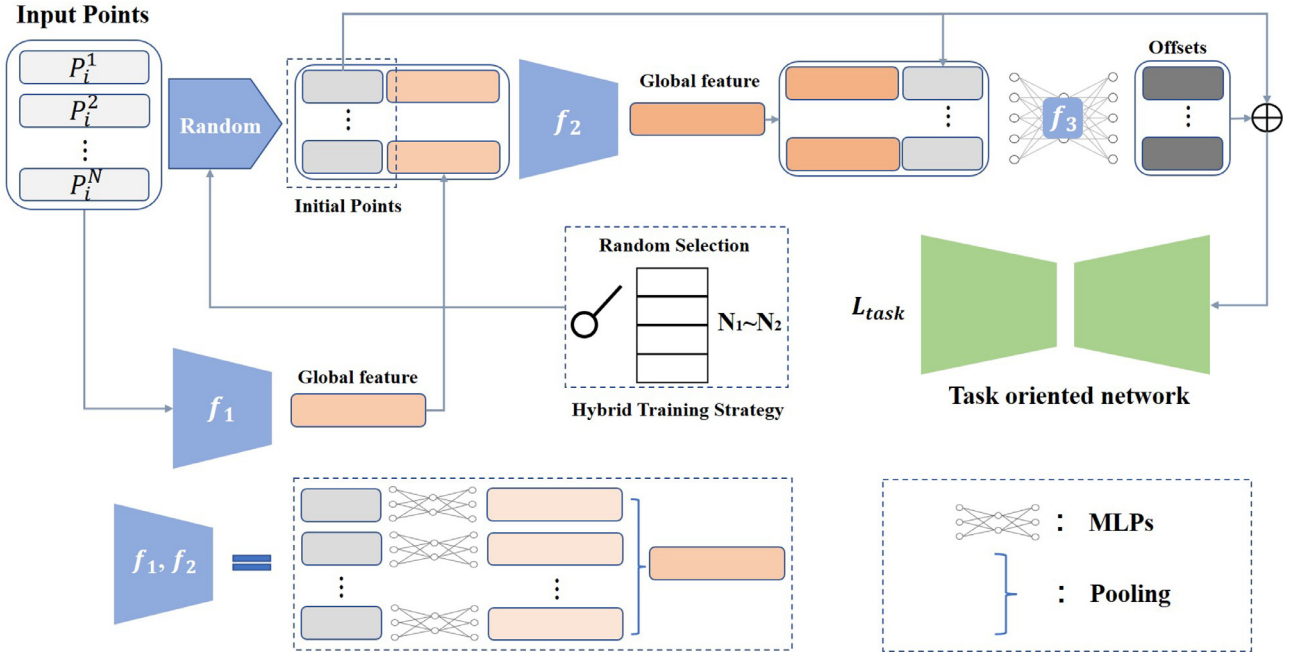 Input Points
P_i^1
P_i^2
⋮
P_i^N
Random
⋮
Initial Points
f_2
Global feature
⋮
f_3
Offsets
⋮
⊕
Random Selection
N₁~N₂
Hybrid Training Strategy
L_task
Task oriented network
f_1
Global feature
f_1, f_2
=
⋮
⋮
: MLPs
: Pooling